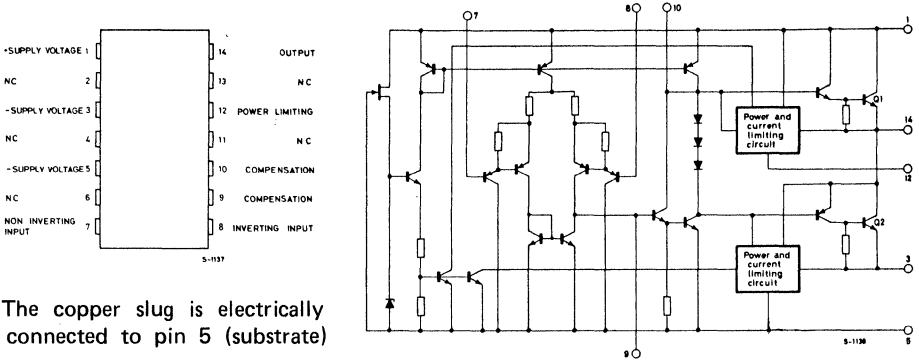 +SUPPLY VOLTAGE 1
NC 2
-SUPPLY VOLTAGE 3
NC 4
-SUPPLY VOLTAGE 5
NC 6
NON INVERTING
INPUT 7
14 OUTPUT
13 NC
12 POWER LIMITING
11 NC
10 COMPENSATION
9 COMPENSATION
8 INVERTING INPUT
S-1137
The copper slug is electrically
connected to pin 5 (substrate)
7
8
10
1
Q1
Power and
current
limiting
circuit
14
12
Q2
Power and
current
limiting
circuit
3
5
S-1138
9